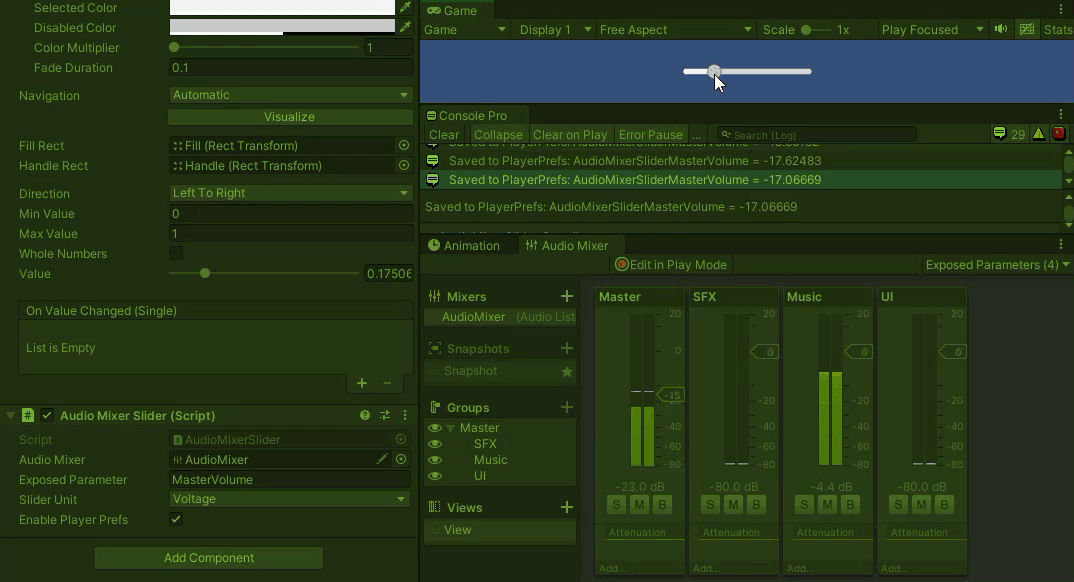 Selected Color
Disabled Color
Color Multiplier 1
Fade Duration 0.1
Navigation Automatic
Visualize
Fill Rect Fill (Rect Transform)
Handle Rect Handle (Rect Transform)
Direction Left To Right
Min Value 0
Max Value 1
Whole Numbers
Value 0.17506
On Value Changed (Single)
List is Empty
+ −
# Audio Mixer Slider (Script)
Script AudioMixerSlider
Audio Mixer AudioMixer
Exposed Parameter MasterVolume
Slider Unit Voltage
Enable Player Prefs
Add Component
Game
Game Display 1 Free Aspect Scale 1x Play Focused Stats
Console Pro
Clear Collapse Clear on Play Error Pause ... Search (Log) 29
Saved to PlayerPrefs: AudioMixerSliderMasterVolume = -17.62483
Saved to PlayerPrefs: AudioMixerSliderMasterVolume = -17.06669
Saved to PlayerPrefs: AudioMixerSliderMasterVolume = -17.06669
Animation Audio Mixer
Edit in Play Mode Exposed Parameters (4)
Mixers +
AudioMixer (Audio List
Snapshots +
Snapshot
Groups +
Master
SFX
Music
UI
Views +
View
Master SFX Music UI
20 20 20 20
0 0 0 0
-15
-20 -20 -20 -20
-40 -40 -40 -40
-60 -60 -60 -60
-80 -80 -80 -80
-23.0 dB -80.0 dB -4.4 dB -80.0 dB
S M B S M B S M B S M B
Attenuation Attenuation Attenuation Attenuation
Add... Add... Add... Add...